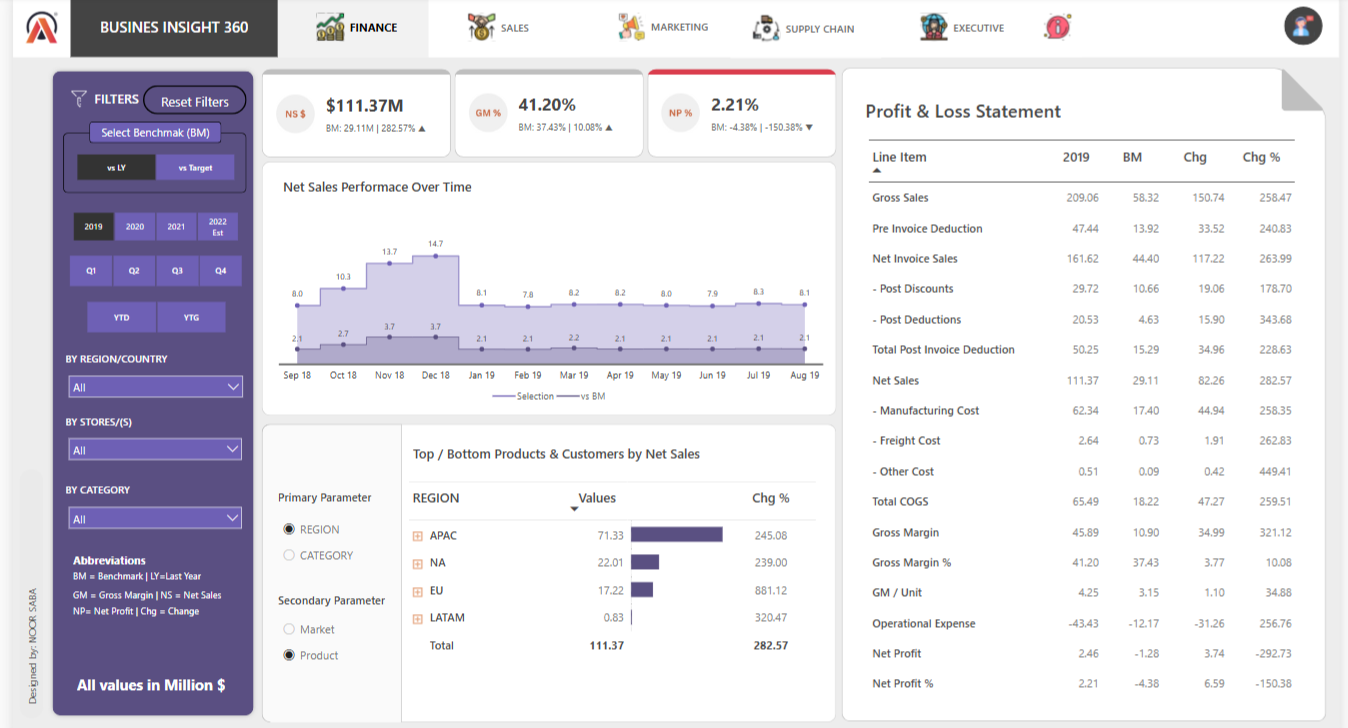 BUSINES INSIGHT 360
FINANCE
SALES
MARKETING
SUPPLY CHAIN
EXECUTIVE
FILTERS
Reset Filters
Select Benchmak (BM)
vs LY
vs Target
2019
2020
2021
2022
Est
Q1
Q2
Q3
Q4
YTD
YTG
BY REGION/COUNTRY
All
BY STORES/(S)
All
BY CATEGORY
All
Abbreviations
BM = Benchmark | LY=Last Year
GM = Gross Margin | NS = Net Sales
NP= Net Profit | Chg = Change
All values in Million $
Designed by: NOOR SABA
NS $
$111.37M
BM: 29.11M | 282.57% ▲
GM %
41.20%
BM: 37.43% | 10.08% ▲
NP %
2.21%
BM: -4.38% | -150.38% ▼
Net Sales Performace Over Time
8.0 10.3 13.7 14.7 8.1 7.8 8.2 8.2 8.0 7.9 8.3 8.1
2.1 2.7 3.7 3.7 2.1 2.1 2.2 2.1 2.1 2.1 2.1 2.1
Sep 18 Oct 18 Nov 18 Dec 18 Jan 19 Feb 19 Mar 19 Apr 19 May 19 Jun 19 Jul 19 Aug 19
Selection vs BM
Primary Parameter
REGION
CATEGORY
Secondary Parameter
Market
Product
Top / Bottom Products & Customers by Net Sales
REGION Values Chg %
APAC 71.33 245.08
NA 22.01 239.00
EU 17.22 881.12
LATAM 0.83 320.47
Total 111.37 282.57
Profit & Loss Statement
Line Item 2019 BM Chg Chg %
Gross Sales 209.06 58.32 150.74 258.47
Pre Invoice Deduction 47.44 13.92 33.52 240.83
Net Invoice Sales 161.62 44.40 117.22 263.99
- Post Discounts 29.72 10.66 19.06 178.70
- Post Deductions 20.53 4.63 15.90 343.68
Total Post Invoice Deduction 50.25 15.29 34.96 228.63
Net Sales 111.37 29.11 82.26 282.57
- Manufacturing Cost 62.34 17.40 44.94 258.35
- Freight Cost 2.64 0.73 1.91 262.83
- Other Cost 0.51 0.09 0.42 449.41
Total COGS 65.49 18.22 47.27 259.51
Gross Margin 45.89 10.90 34.99 321.12
Gross Margin % 41.20 37.43 3.77 10.08
GM / Unit 4.25 3.15 1.10 34.88
Operational Expense -43.43 -12.17 -31.26 256.76
Net Profit 2.46 -1.28 3.74 -292.73
Net Profit % 2.21 -4.38 6.59 -150.38